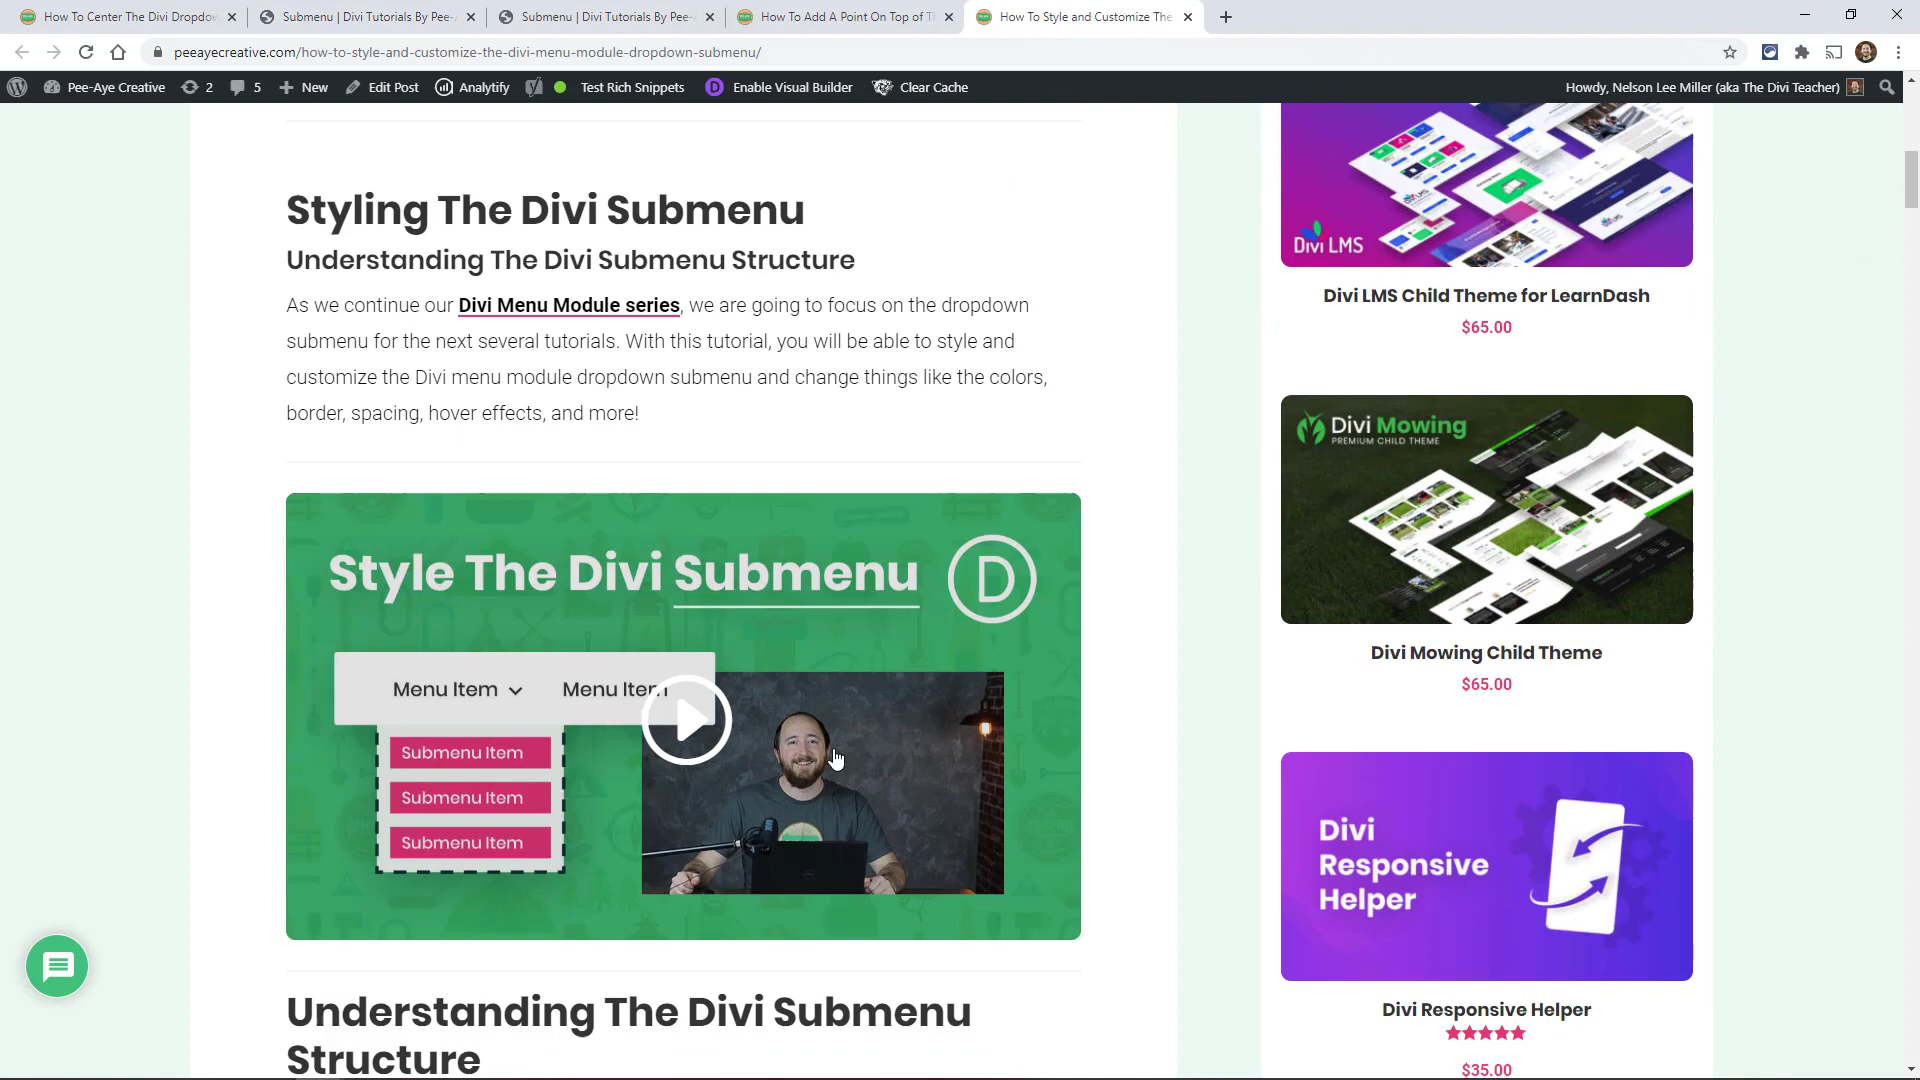 How To Center The Divi Dropdow
Submenu | Divi Tutorials By Pee-A
Submenu | Divi Tutorials By Pee-
How To Add A Point On Top of T
How To Style and Customize The
peeayecreative.com/how-to-style-and-customize-the-divi-menu-module-dropdown-submenu/
Pee-Aye Creative 2 5 New Edit Post Analytify Test Rich Snippets D Enable Visual Builder Clear Cache Howdy, Nelson Lee Miller (aka The Divi Teacher)
Styling The Divi Submenu
Understanding The Divi Submenu Structure
As we continue our Divi Menu Module series, we are going to focus on the dropdown
submenu for the next several tutorials. With this tutorial, you will be able to style and
customize the Divi menu module dropdown submenu and change things like the colors,
border, spacing, hover effects, and more!
Style The Divi Submenu D
Menu Item Menu Item
Submenu Item
Submenu Item
Submenu Item
Understanding The Divi Submenu
Structure
Divi LMS
Divi LMS Child Theme for LearnDash
$65.00
Divi Mowing
PREMIUM CHILD THEME
Divi Mowing Child Theme
$65.00
Divi
Responsive
Helper
Divi Responsive Helper
$35.00